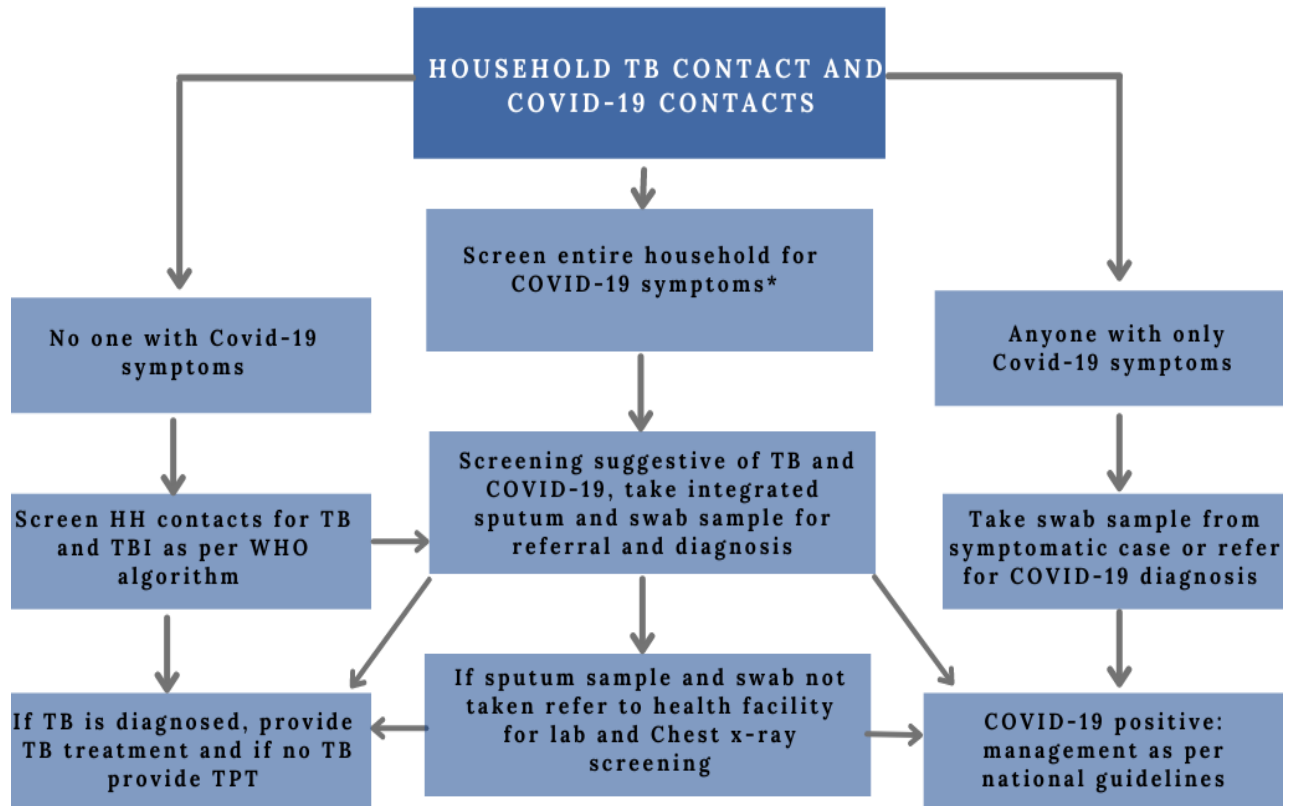 HOUSEHOLD TB CONTACT AND
COVID-19 CONTACTS
Screen entire household for
COVID-19 symptoms*
No one with Covid-19
symptoms
Anyone with only
Covid-19 symptoms
Screening suggestive of TB and
COVID-19, take integrated
sputum and swab sample for
referral and diagnosis
Screen HH contacts for TB
and TBI as per WHO
algorithm
Take swab sample from
symptomatic case or refer
for COVID-19 diagnosis
If sputum sample and swab not
taken refer to health facility
for lab and Chest x-ray
screening
If TB is diagnosed, provide
TB treatment and if no TB
provide TPT
COVID-19 positive:
management as per
national guidelines